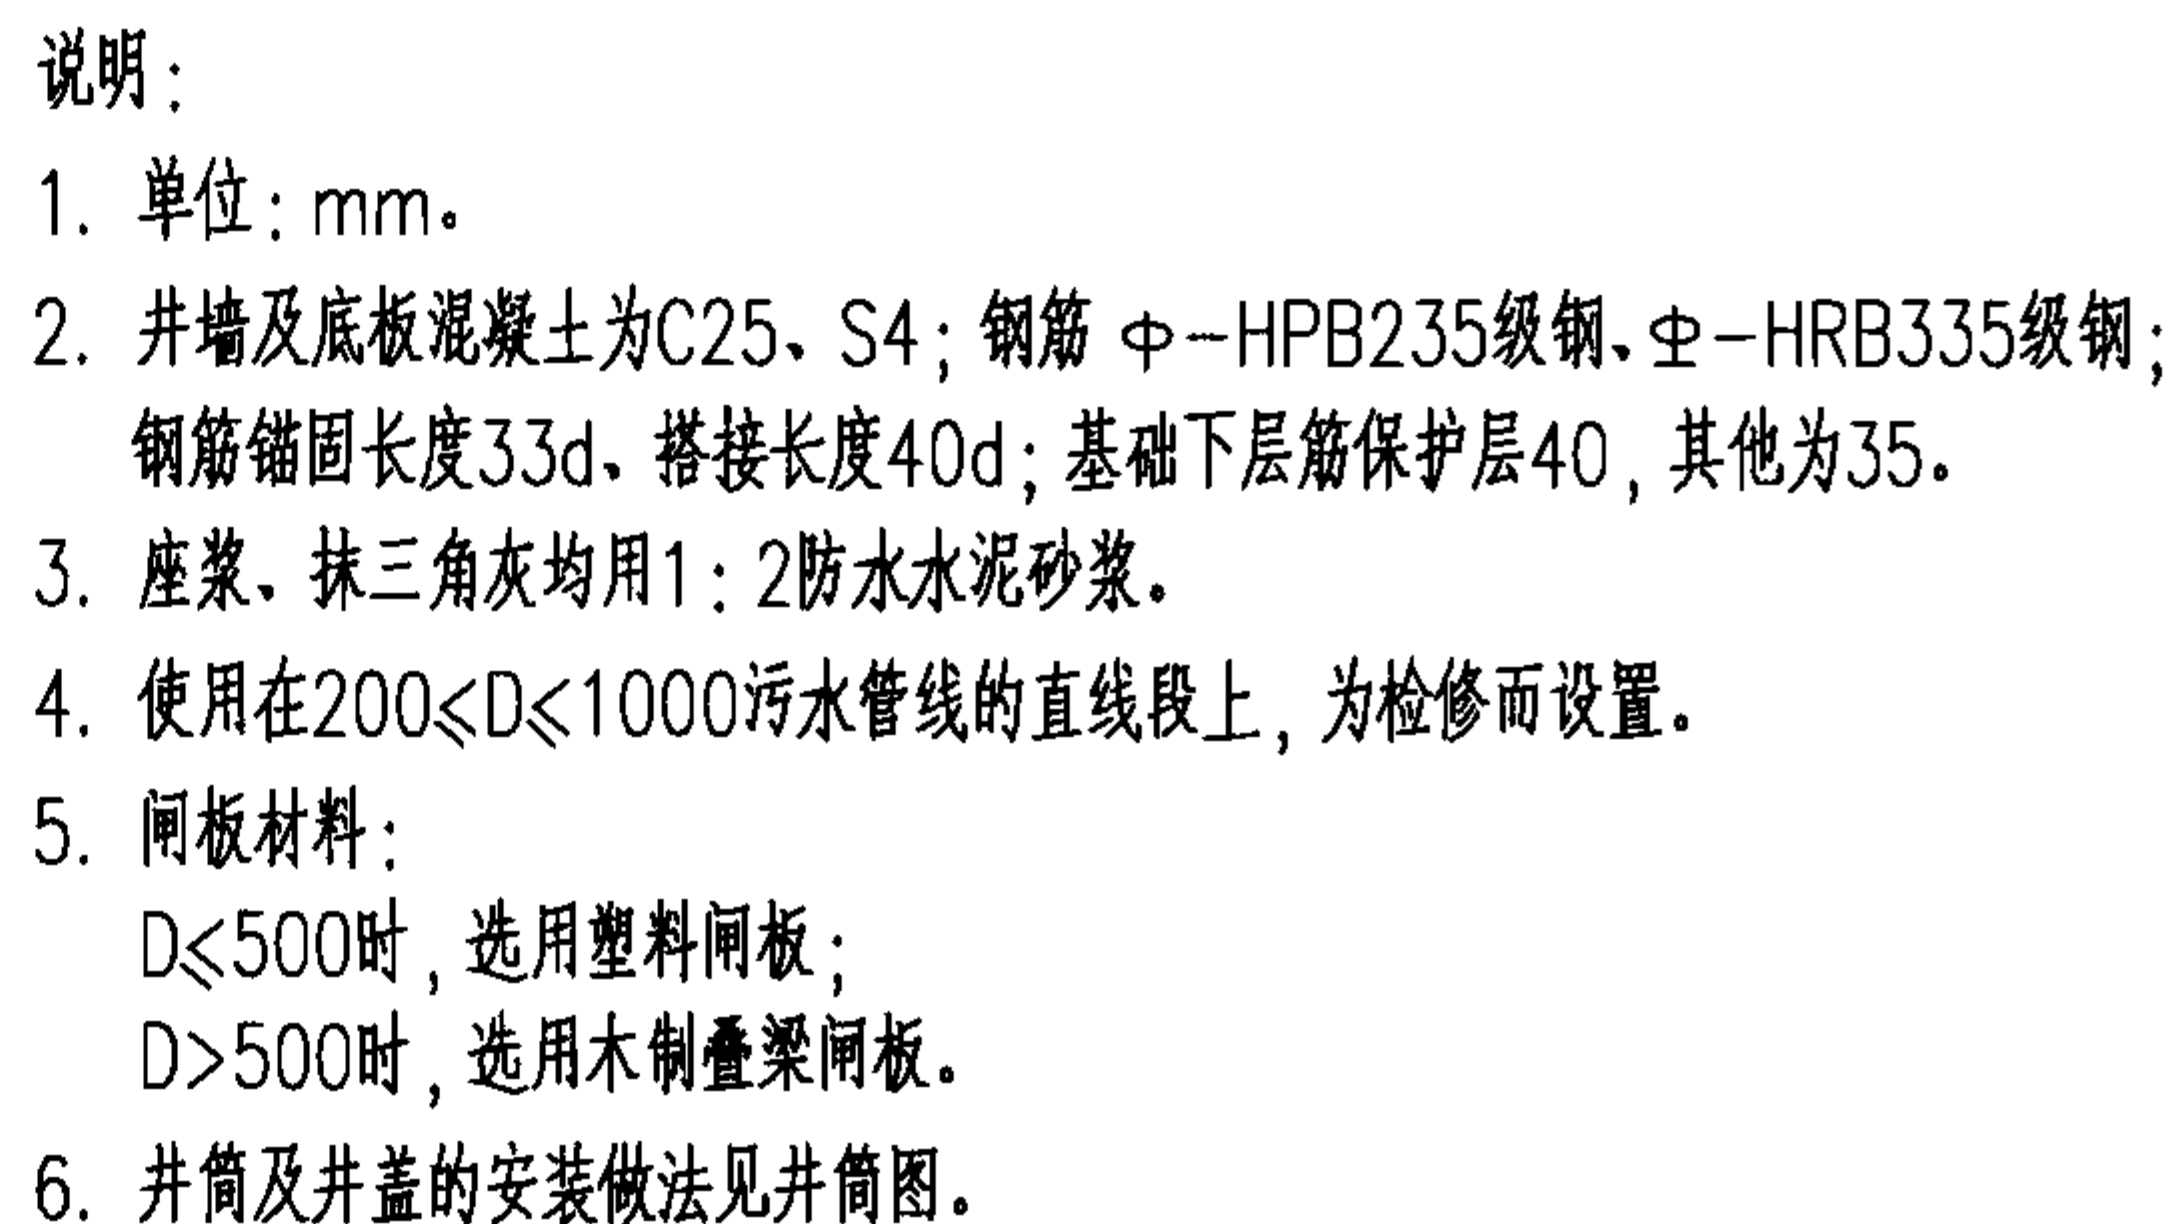 说明：
1. 单位：mm。
2. 井墙及底板混凝土为C25、S4；钢筋 Φ-HPB235级钢、Φ-HRB335级钢；
钢筋锚固长度33d、搭接长度40d；基础下层筋保护层40，其他为35。
3. 座浆、抹三角灰均用1：2防水水泥砂浆。
4. 使用在200≤D≤1000污水管线的直线段上，为检修而设置。
5. 闸板材料：
D≤500时，选用塑料闸板；
D>500时，选用木制叠梁闸板。
6. 井筒及井盖的安装做法见井筒图。